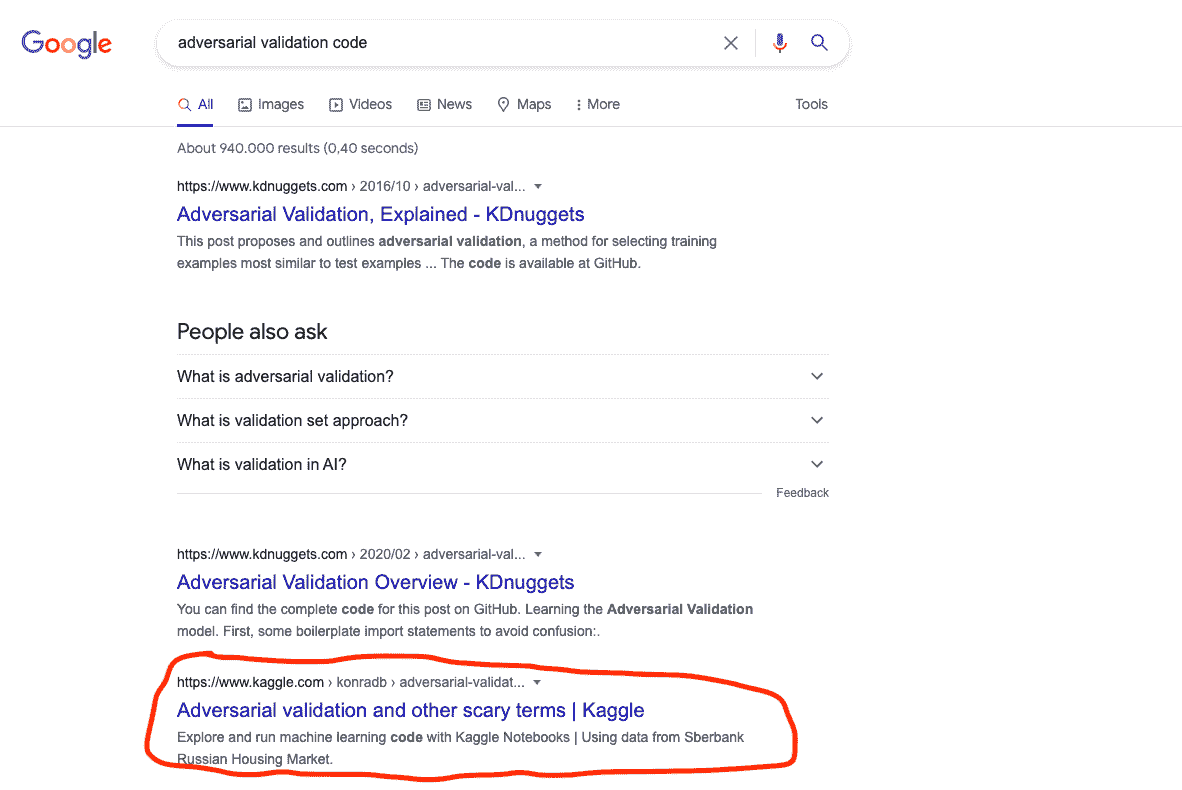 Google
adversarial validation code
All Images Videos News Maps More Tools
About 940.000 results (0,40 seconds)
https://www.kdnuggets.com › 2016/10 › adversarial-val...
Adversarial Validation, Explained - KDnuggets
This post proposes and outlines adversarial validation, a method for selecting training
examples most similar to test examples ... The code is available at GitHub.
People also ask
What is adversarial validation?
What is validation set approach?
What is validation in AI?
Feedback
https://www.kdnuggets.com › 2020/02 › adversarial-val...
Adversarial Validation Overview - KDnuggets
You can find the complete code for this post on GitHub. Learning the Adversarial Validation
model. First, some boilerplate import statements to avoid confusion:.
https://www.kaggle.com › konradb › adversarial-validat...
Adversarial validation and other scary terms | Kaggle
Explore and run machine learning code with Kaggle Notebooks | Using data from Sberbank
Russian Housing Market.